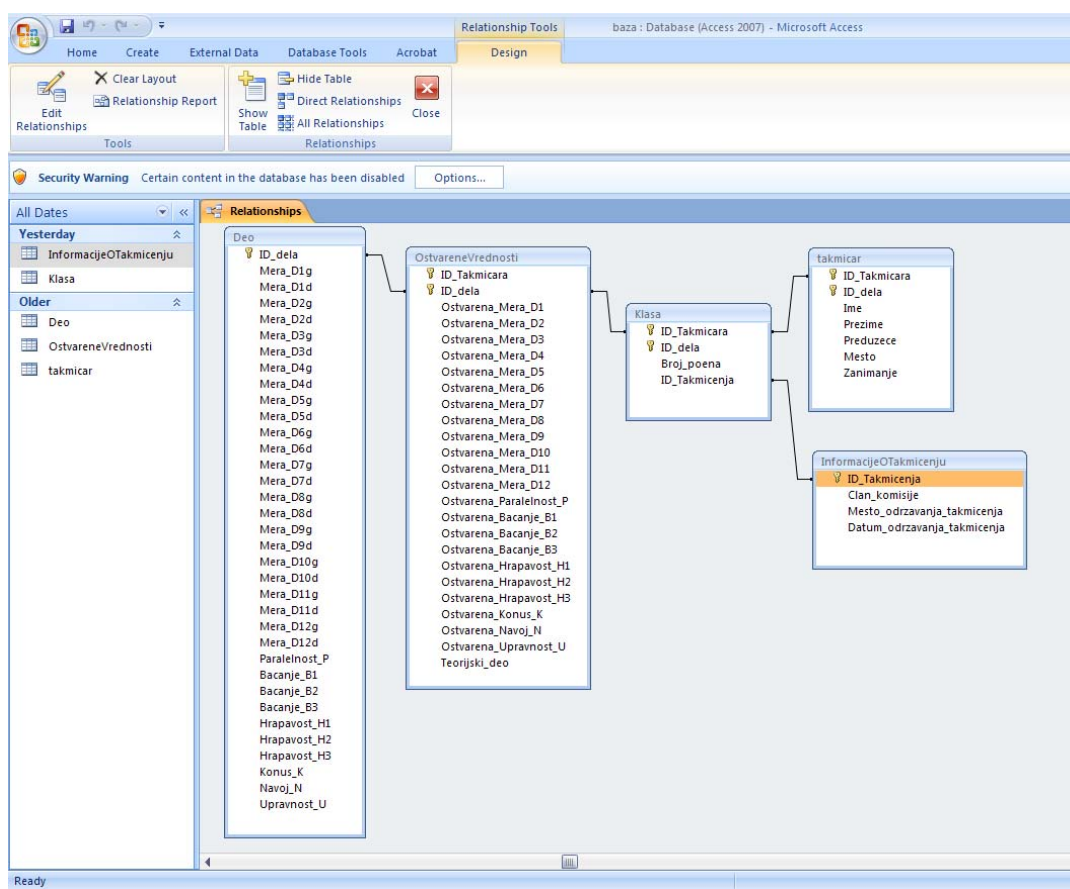 Relationship Tools
baza : Database (Access 2007) - Microsoft Access
Home Create External Data Database Tools Acrobat Design
Edit Relationships
Clear Layout
Relationship Report
Tools
Show Table
Hide Table
Direct Relationships
All Relationships
Close
Relationships
Security Warning Certain content in the database has been disabled Options...
All Dates
Yesterday
InformacijeOTakmicenju
Klasa
Older
Deo
OstvareneVrednosti
takmicar
Relationships
Deo
ID_dela
Mera_D1g
Mera_D1d
Mera_D2g
Mera_D2d
Mera_D3g
Mera_D3d
Mera_D4g
Mera_D4d
Mera_D5g
Mera_D5d
Mera_D6g
Mera_D6d
Mera_D7g
Mera_D7d
Mera_D8g
Mera_D8d
Mera_D9g
Mera_D9d
Mera_D10g
Mera_D10d
Mera_D11g
Mera_D11d
Mera_D12g
Mera_D12d
Paralelnost_P
Bacanje_B1
Bacanje_B2
Bacanje_B3
Hrapavost_H1
Hrapavost_H2
Hrapavost_H3
Konus_K
Navoj_N
Upravnost_U
OstvareneVrednosti
ID_Takmicara
ID_dela
Ostvarena_Mera_D1
Ostvarena_Mera_D2
Ostvarena_Mera_D3
Ostvarena_Mera_D4
Ostvarena_Mera_D5
Ostvarena_Mera_D6
Ostvarena_Mera_D7
Ostvarena_Mera_D8
Ostvarena_Mera_D9
Ostvarena_Mera_D10
Ostvarena_Mera_D11
Ostvarena_Mera_D12
Ostvarena_Paralelnost_P
Ostvarena_Bacanje_B1
Ostvarena_Bacanje_B2
Ostvarena_Bacanje_B3
Ostvarena_Hrapavost_H1
Ostvarena_Hrapavost_H2
Ostvarena_Hrapavost_H3
Ostvarena_Konus_K
Ostvarena_Navoj_N
Ostvarena_Upravnost_U
Teorijski_deo
Klasa
ID_Takmicara
ID_dela
Broj_poena
ID_Takmicenja
takmicar
ID_Takmicara
ID_dela
Ime
Prezime
Preduzece
Mesto
Zanimanje
InformacijeOTakmicenju
ID_Takmicenja
Clan_komisije
Mesto_odrzavanja_takmicenja
Datum_odrzavanja_takmicenja
Ready